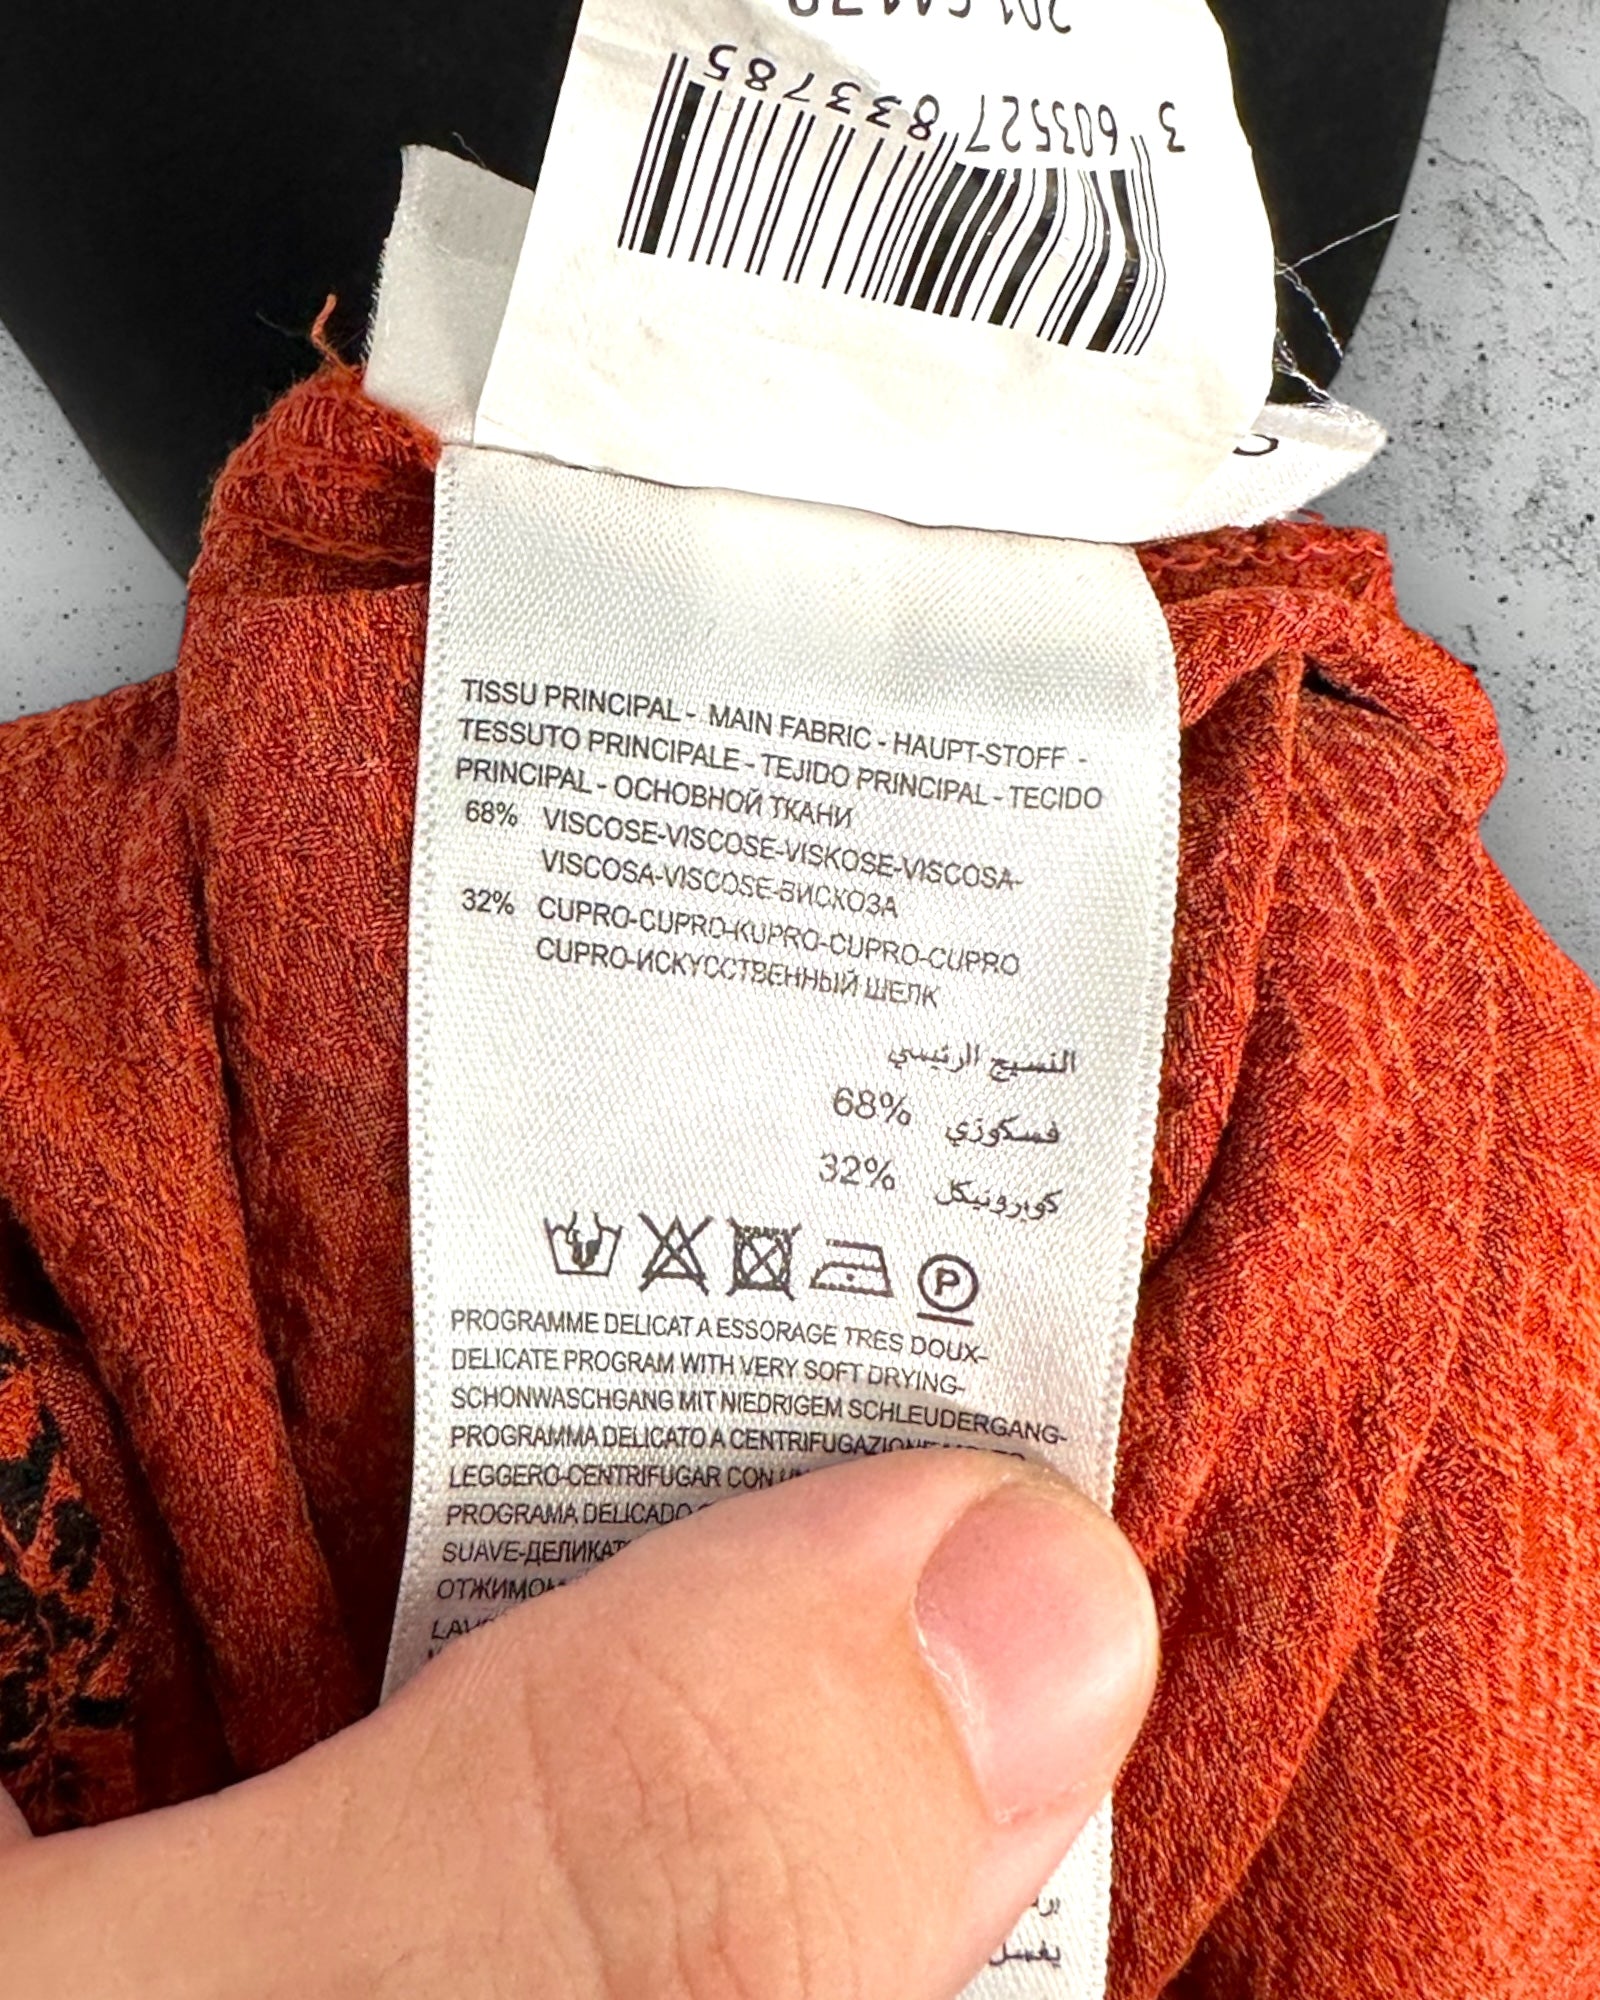 3 603527 833785
TISSU PRINCIPAL - MAIN FABRIC - HAUPT-STOFF -
TESSUTO PRINCIPALE - TEJIDO PRINCIPAL - TECIDO
PRINCIPAL - ОСНОВНОЙ ТКАНИ
68% VISCOSE-VISCOSE-VISKOSE-VISCOSA-
VISCOSA-VISCOSE-ВИСКОЗА
32% CUPRO-CUPRO-KUPRO-CUPRO-CUPRO
CUPRO-ИСКУССТВЕННЫЙ ШЕЛК
النسيج الرئيسي
فسكوزي 68%
كوبرونيكل 32%
P
PROGRAMME DELICAT A ESSORAGE TRES DOUX-
DELICATE PROGRAM WITH VERY SOFT DRYING-
SCHONWASCHGANG MIT NIEDRIGEM SCHLEUDERGANG-
PROGRAMMA DELICATO A CENTRIFUGAZIONE
LEGGERO-CENTRIFUGAR CON
PROGRAMA DELICADO
SUAVE-ДЕЛИКАТ
ОТЖИМОМ
يغسل